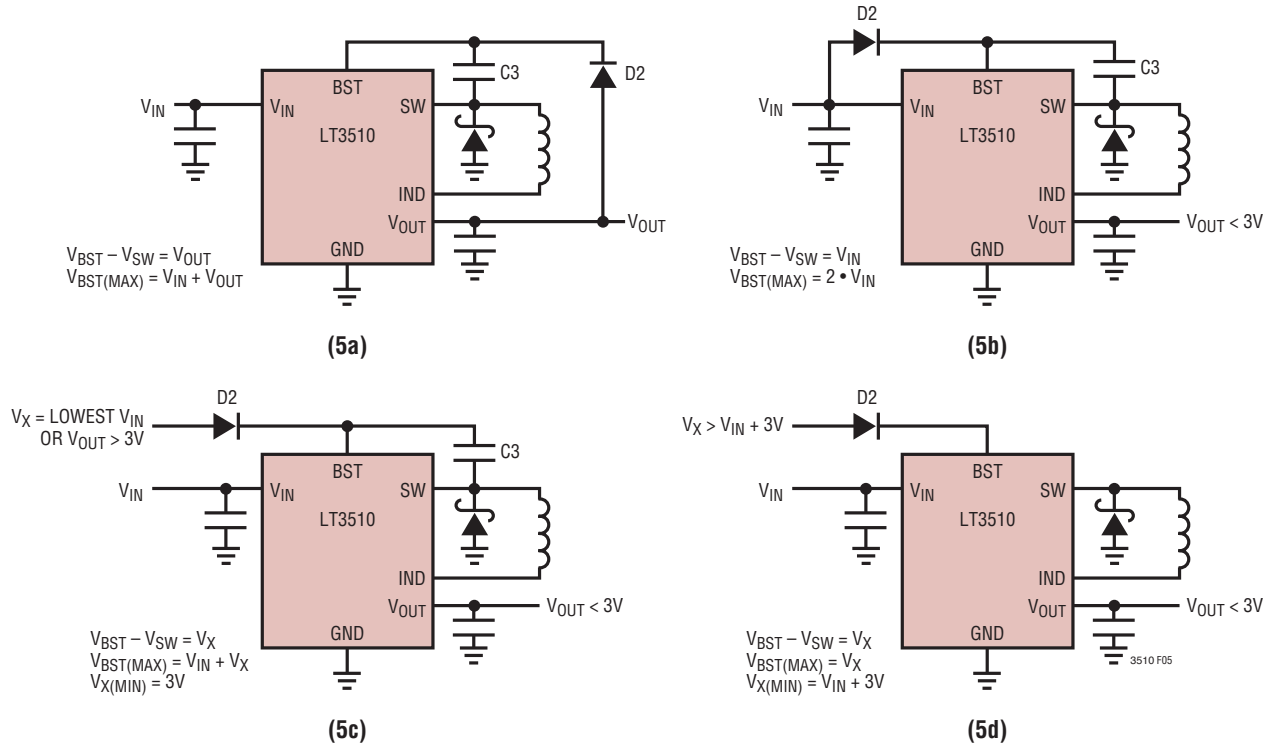 D2
C3
BST
V_IN
V_IN
SW
LT3510
IND
V_OUT
V_OUT
GND
V_BST – V_SW = V_OUT
V_BST(MAX) = V_IN + V_OUT
(5a)
D2
C3
BST
V_IN
V_IN
SW
LT3510
IND
V_OUT
V_OUT < 3V
GND
V_BST – V_SW = V_IN
V_BST(MAX) = 2 • V_IN
(5b)
D2
V_X = LOWEST V_IN
OR V_OUT > 3V
C3
BST
V_IN
V_IN
SW
LT3510
IND
V_OUT
V_OUT < 3V
GND
V_BST – V_SW = V_X
V_BST(MAX) = V_IN + V_X
V_X(MIN) = 3V
(5c)
D2
V_X > V_IN + 3V
BST
V_IN
V_IN
SW
LT3510
IND
V_OUT
V_OUT < 3V
GND
V_BST – V_SW = V_X
V_BST(MAX) = V_X
V_X(MIN) = V_IN + 3V
3510 F05
(5d)